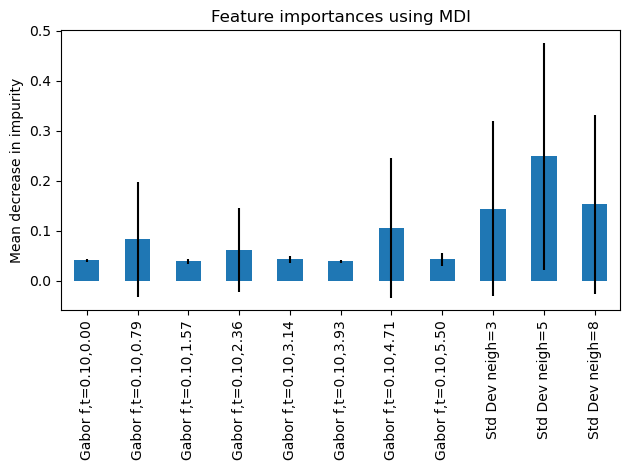 Feature importances using MDI
Mean decrease in impurity
0.5
0.4
0.3
0.2
0.1
0.0
Gabor f,t=0.10,0.00
Gabor f,t=0.10,0.79
Gabor f,t=0.10,1.57
Gabor f,t=0.10,2.36
Gabor f,t=0.10,3.14
Gabor f,t=0.10,3.93
Gabor f,t=0.10,4.71
Gabor f,t=0.10,5.50
Std Dev neigh=3
Std Dev neigh=5
Std Dev neigh=8